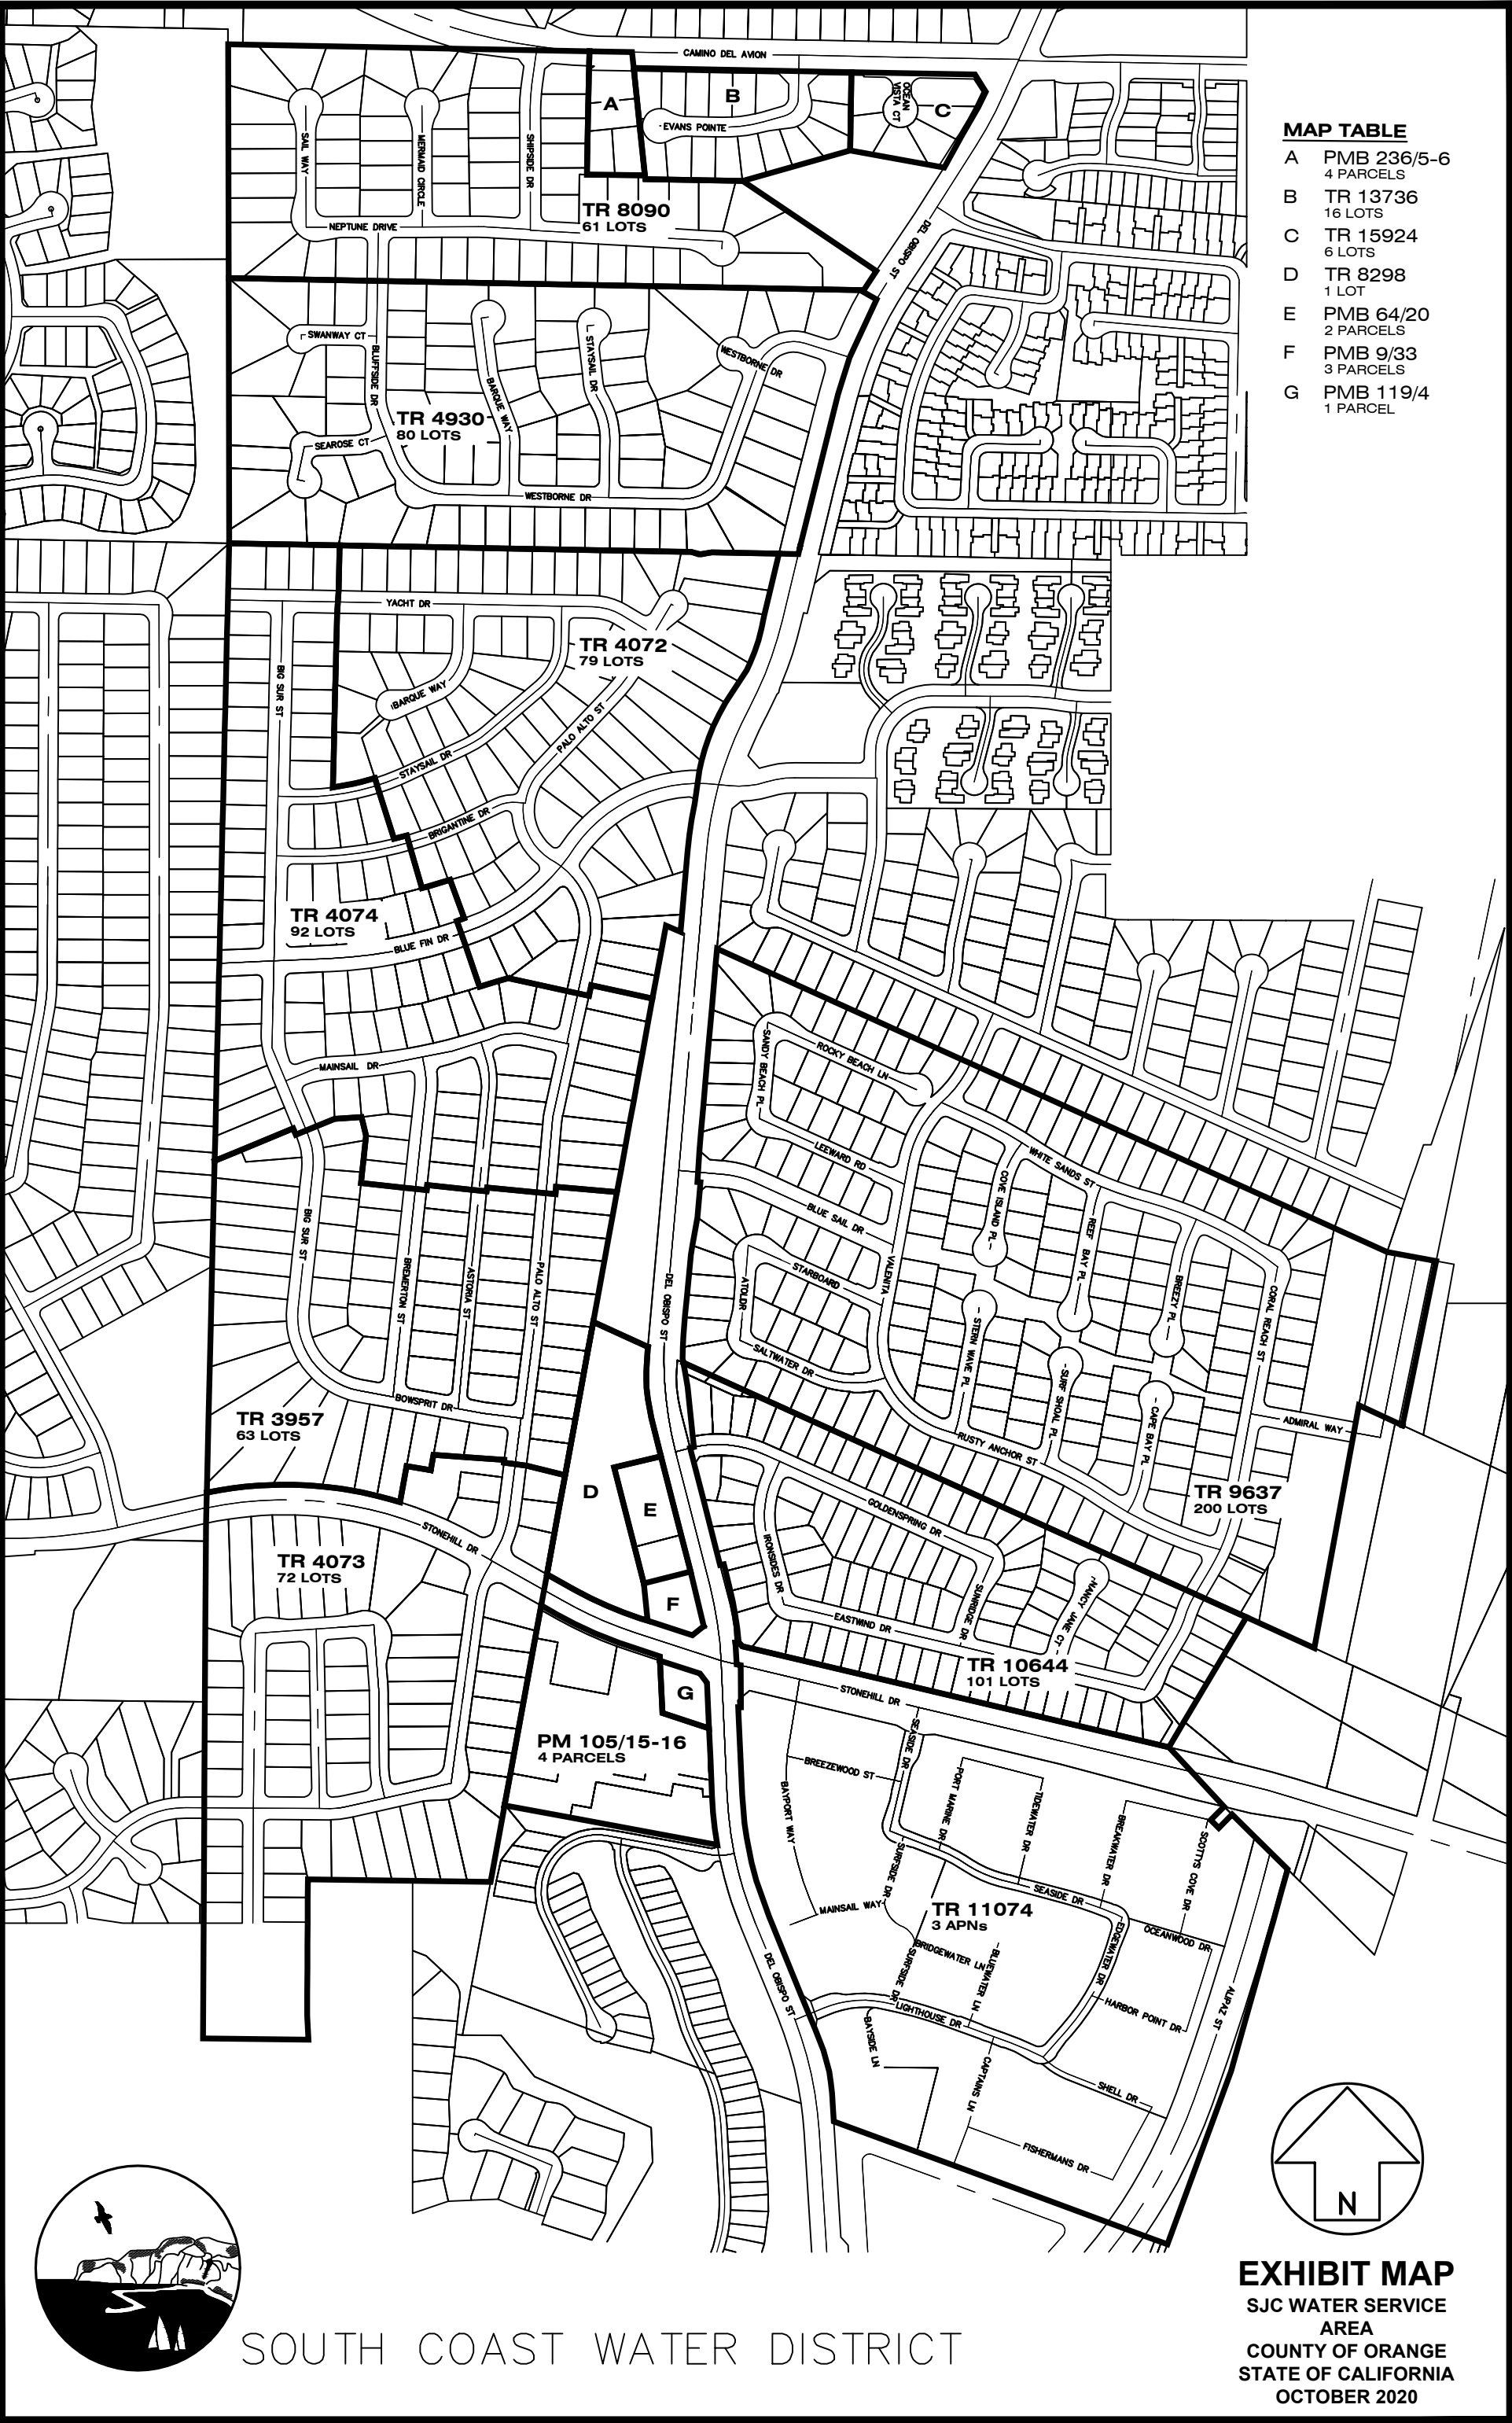 CAMINO DEL AVION
A
B
EVANS POINTE
OCEAN
VISTA CT
C
SAIL WAY
MERMAID CIRCLE
SHIPSIDE DR
TR 8090
61 LOTS
NEPTUNE DRIVE
DEL OBISPO ST
MAP TABLE
A PMB 236/5-6
4 PARCELS
B TR 13736
16 LOTS
C TR 15924
6 LOTS
D TR 8298
1 LOT
E PMB 64/20
2 PARCELS
F PMB 9/33
3 PARCELS
G PMB 119/4
1 PARCEL
SWANWAY CT
BLUFFSIDE DR
BARQUE WAY
STAYSAIL DR
WESTBORNE DR
TR 4930
80 LOTS
SEAROSE CT
WESTBORNE DR
YACHT DR
TR 4072
79 LOTS
BIG SUR ST
BARQUE WAY
PALO ALTO ST
STAYSAIL DR
BRIGANTINE DR
TR 4074
92 LOTS
BLUE FIN DR
MAINSAIL DR
SANDY BEACH PL
ROCKY BEACH LN
LEEWARD RD
WHITE SANDS ST
COVE ISLAND PL
BLUE SAIL DR
REEF BAY PL
BIG SUR ST
BREMERTON ST
ASTORIA ST
PALO ALTO ST
DEL OBISPO ST
ATOLDR
STARBOARD
VALENITA
BREEZY PL
CORAL REACH ST
STERN WAVE PL
SALTWATER DR
SURF SHOAL PL
CAPE BAY PL
BOWSPRIT DR
TR 3957
63 LOTS
RUSTY ANCHOR ST
ADMIRAL WAY
TR 9637
200 LOTS
D
E
F
GOLDENSPRING DR
IRONSIDES DR
SUNRIDGE DR
NANCY JANE CT
EASTWIND DR
STONEHILL DR
TR 4073
72 LOTS
TR 10644
101 LOTS
G
STONEHILL DR
PM 105/15-16
4 PARCELS
SEASIDE DR
BREEZEWOOD ST
BAYPORT WAY
PORT MARINE DR
TIDEWATER DR
BREAKWATER DR
SCOTTYS COVE DR
SURFSIDE DR
SEASIDE DR
MAINSAIL WAY
TR 11074
3 APNs
EDGEWATER DR
OCEANWOOD DR
BRIDGEWATER LN
BLUEWATER LN
SURFSIDE DR
DEL OBISPO ST
LIGHTHOUSE DR
HARBOR POINT DR
ALIPAZ ST
BAYSIDE LN
CAPTAINS LN
SHELL DR
FISHERMANS DR
N
EXHIBIT MAP
SJC WATER SERVICE
AREA
COUNTY OF ORANGE
STATE OF CALIFORNIA
OCTOBER 2020
SOUTH COAST WATER DISTRICT